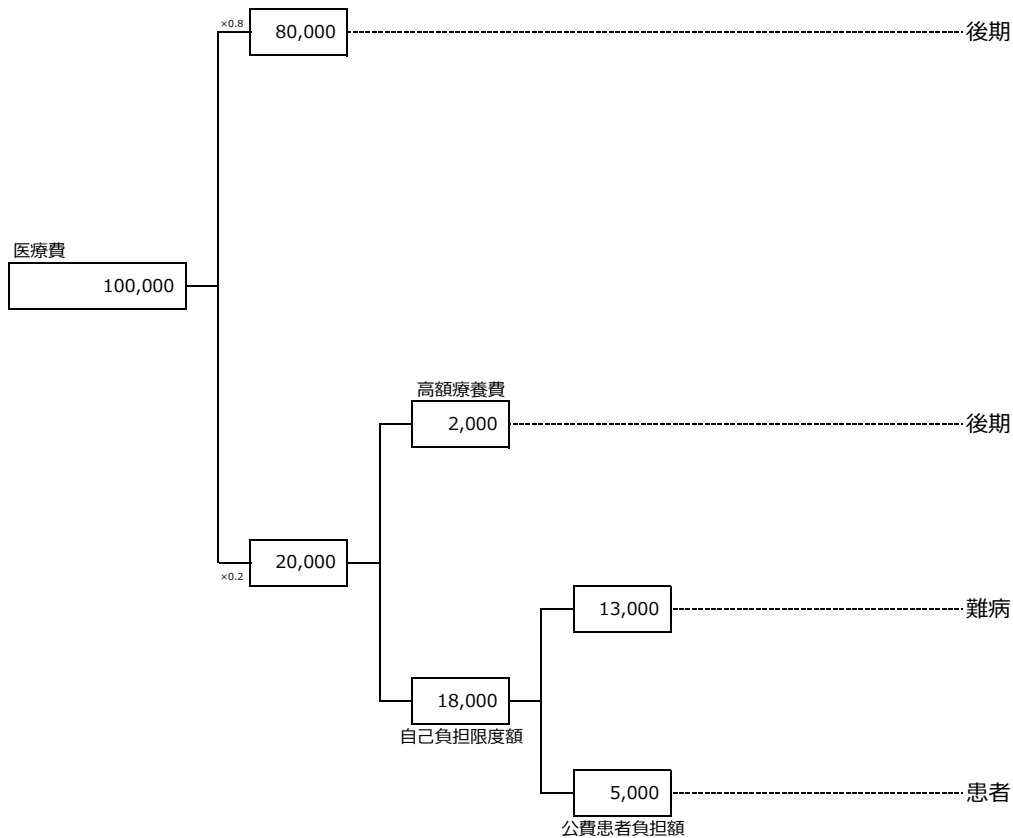 ×0.8
80,000
後期
医療費
100,000
高額療養費
2,000
後期
20,000
×0.2
13,000
難病
18,000
自己負担限度額
5,000
患者
公費患者負担額